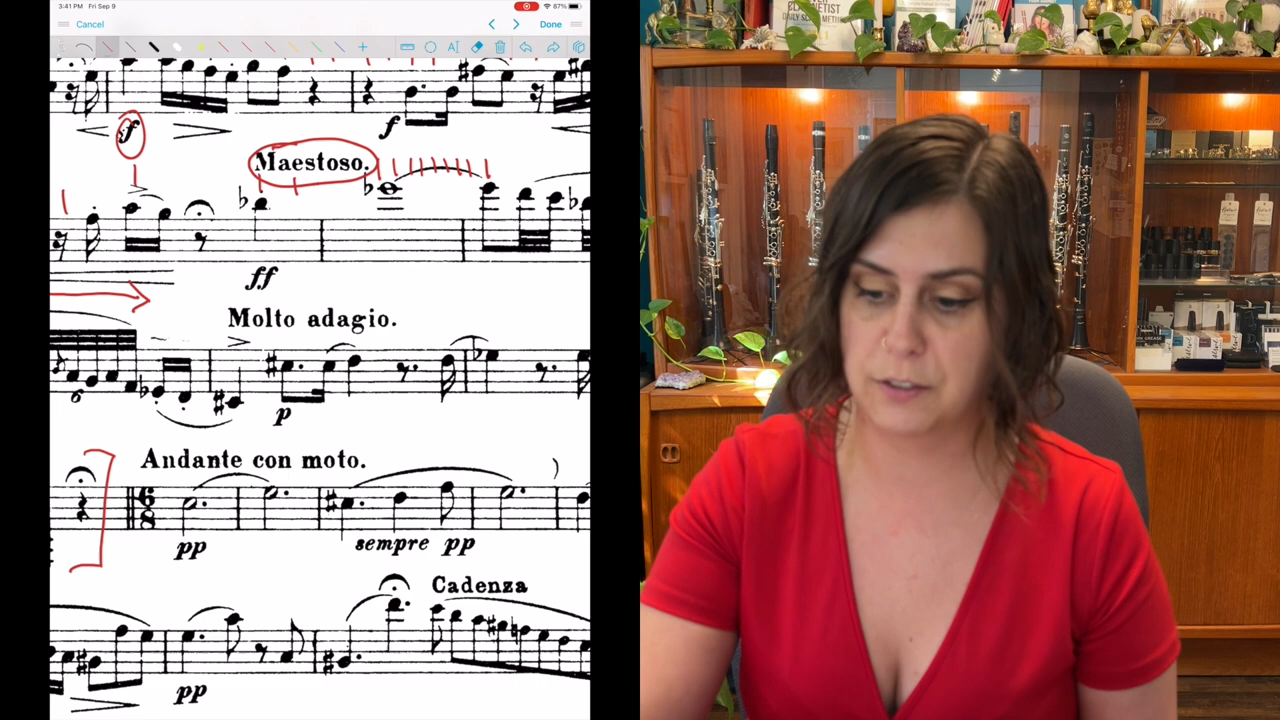 3:41 PM Fri Sep 9
87%
Cancel
Done
f
f
Maestoso.
ff
Molto adagio.
6
p
Andante con moto.
6
8
pp
sempre pp
Cadenza
pp